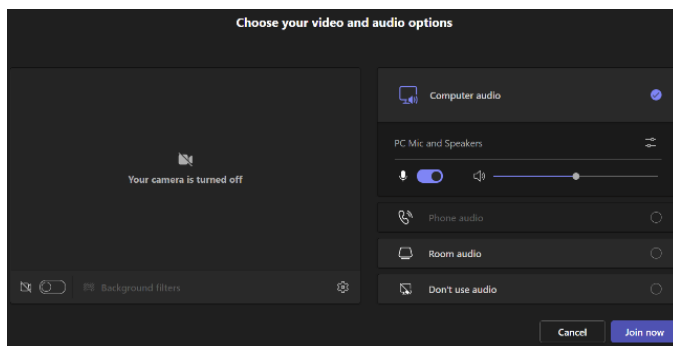 Choose your video and audio options
Your camera is turned off
Background filters
Computer audio
PC Mic and Speakers
Phone audio
Room audio
Don't use audio
Cancel
Join now